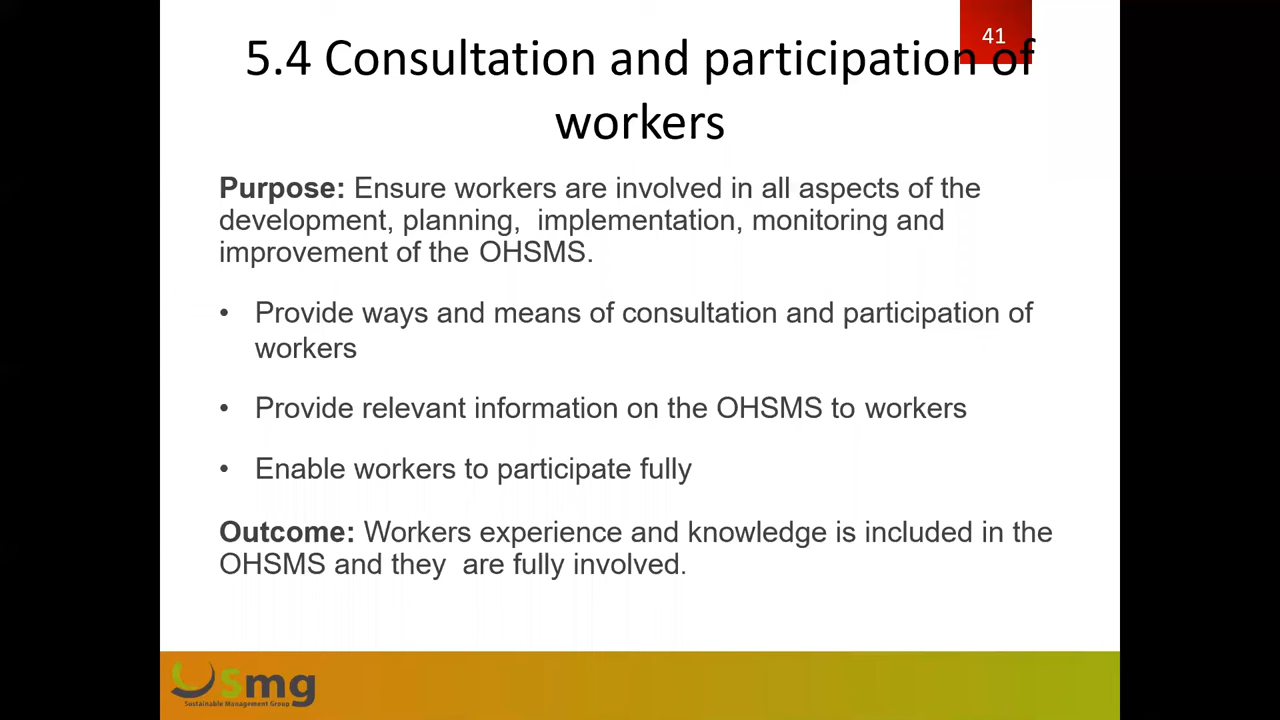 41
5.4 Consultation and participation of
workers
Purpose: Ensure workers are involved in all aspects of the
development, planning,  implementation, monitoring and
improvement of the OHSMS.
• Provide ways and means of consultation and participation of
workers
• Provide relevant information on the OHSMS to workers
• Enable workers to participate fully
Outcome: Workers experience and knowledge is included in the
OHSMS and they  are fully involved.
Smg
Sustainable Management Group